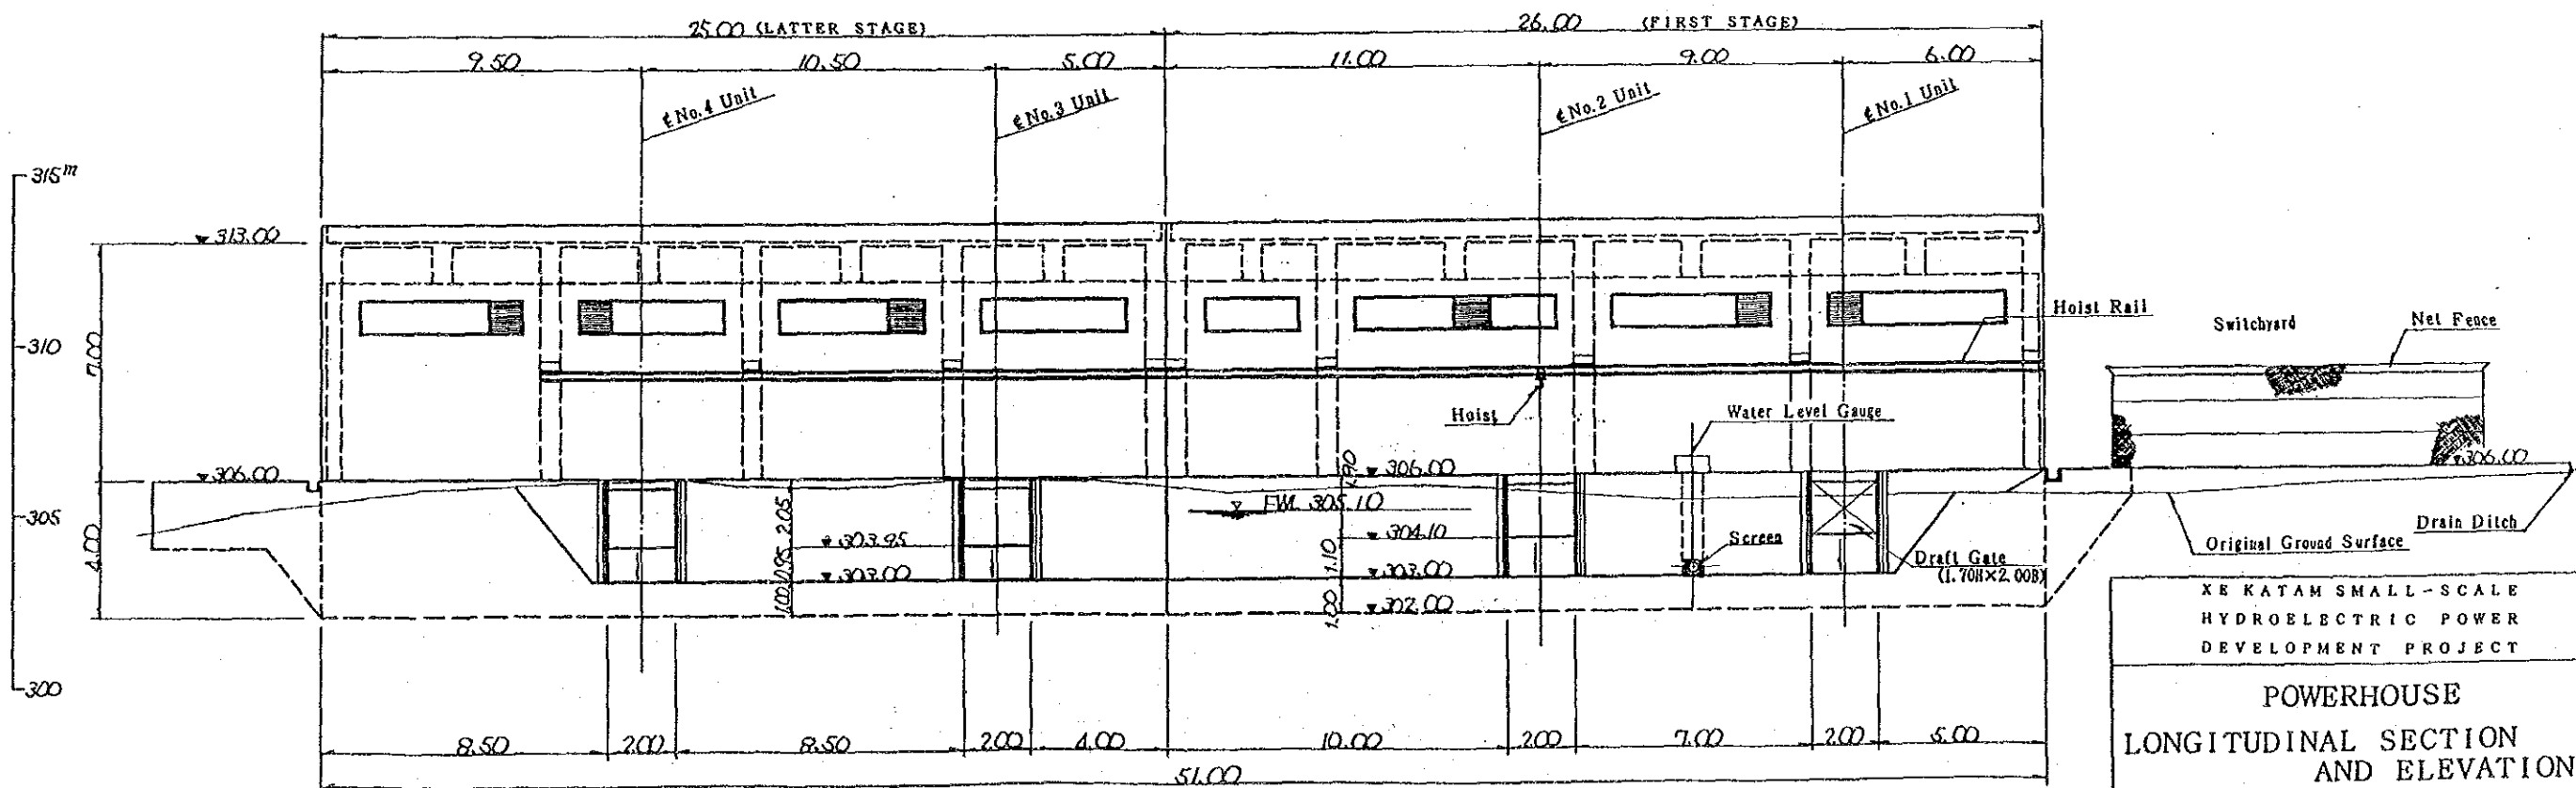 25.00 (LATTER STAGE) 26.00 (FIRST STAGE)
9.50 10.50 5.00 11.00 9.00 6.00
℄No.4 Unit ℄No.3 Unit ℄No.2 Unit ℄No.1 Unit
315m
313.00
310
7.00
Hoist Rail
Switchyard
Net Fence
Hoist
Water Level Gauge
306.00
1.90
306.00
306.00
305
FWL 305.10
4.00
2.05
303.95
304.10
Screen
Drain Ditch
Original Ground Surface
0.95
303.00
1.10
303.00
Draft Gate
(1.70H×2.00B)
1.00
1.00
302.00
300
8.50 2.00 8.50 2.00 4.00 10.00 2.00 7.00 2.00 5.00
51.00
XE KATAM SMALL-SCALE
HYDROELECTRIC POWER
DEVELOPMENT PROJECT
POWERHOUSE
LONGITUDINAL SECTION
AND ELEVATION